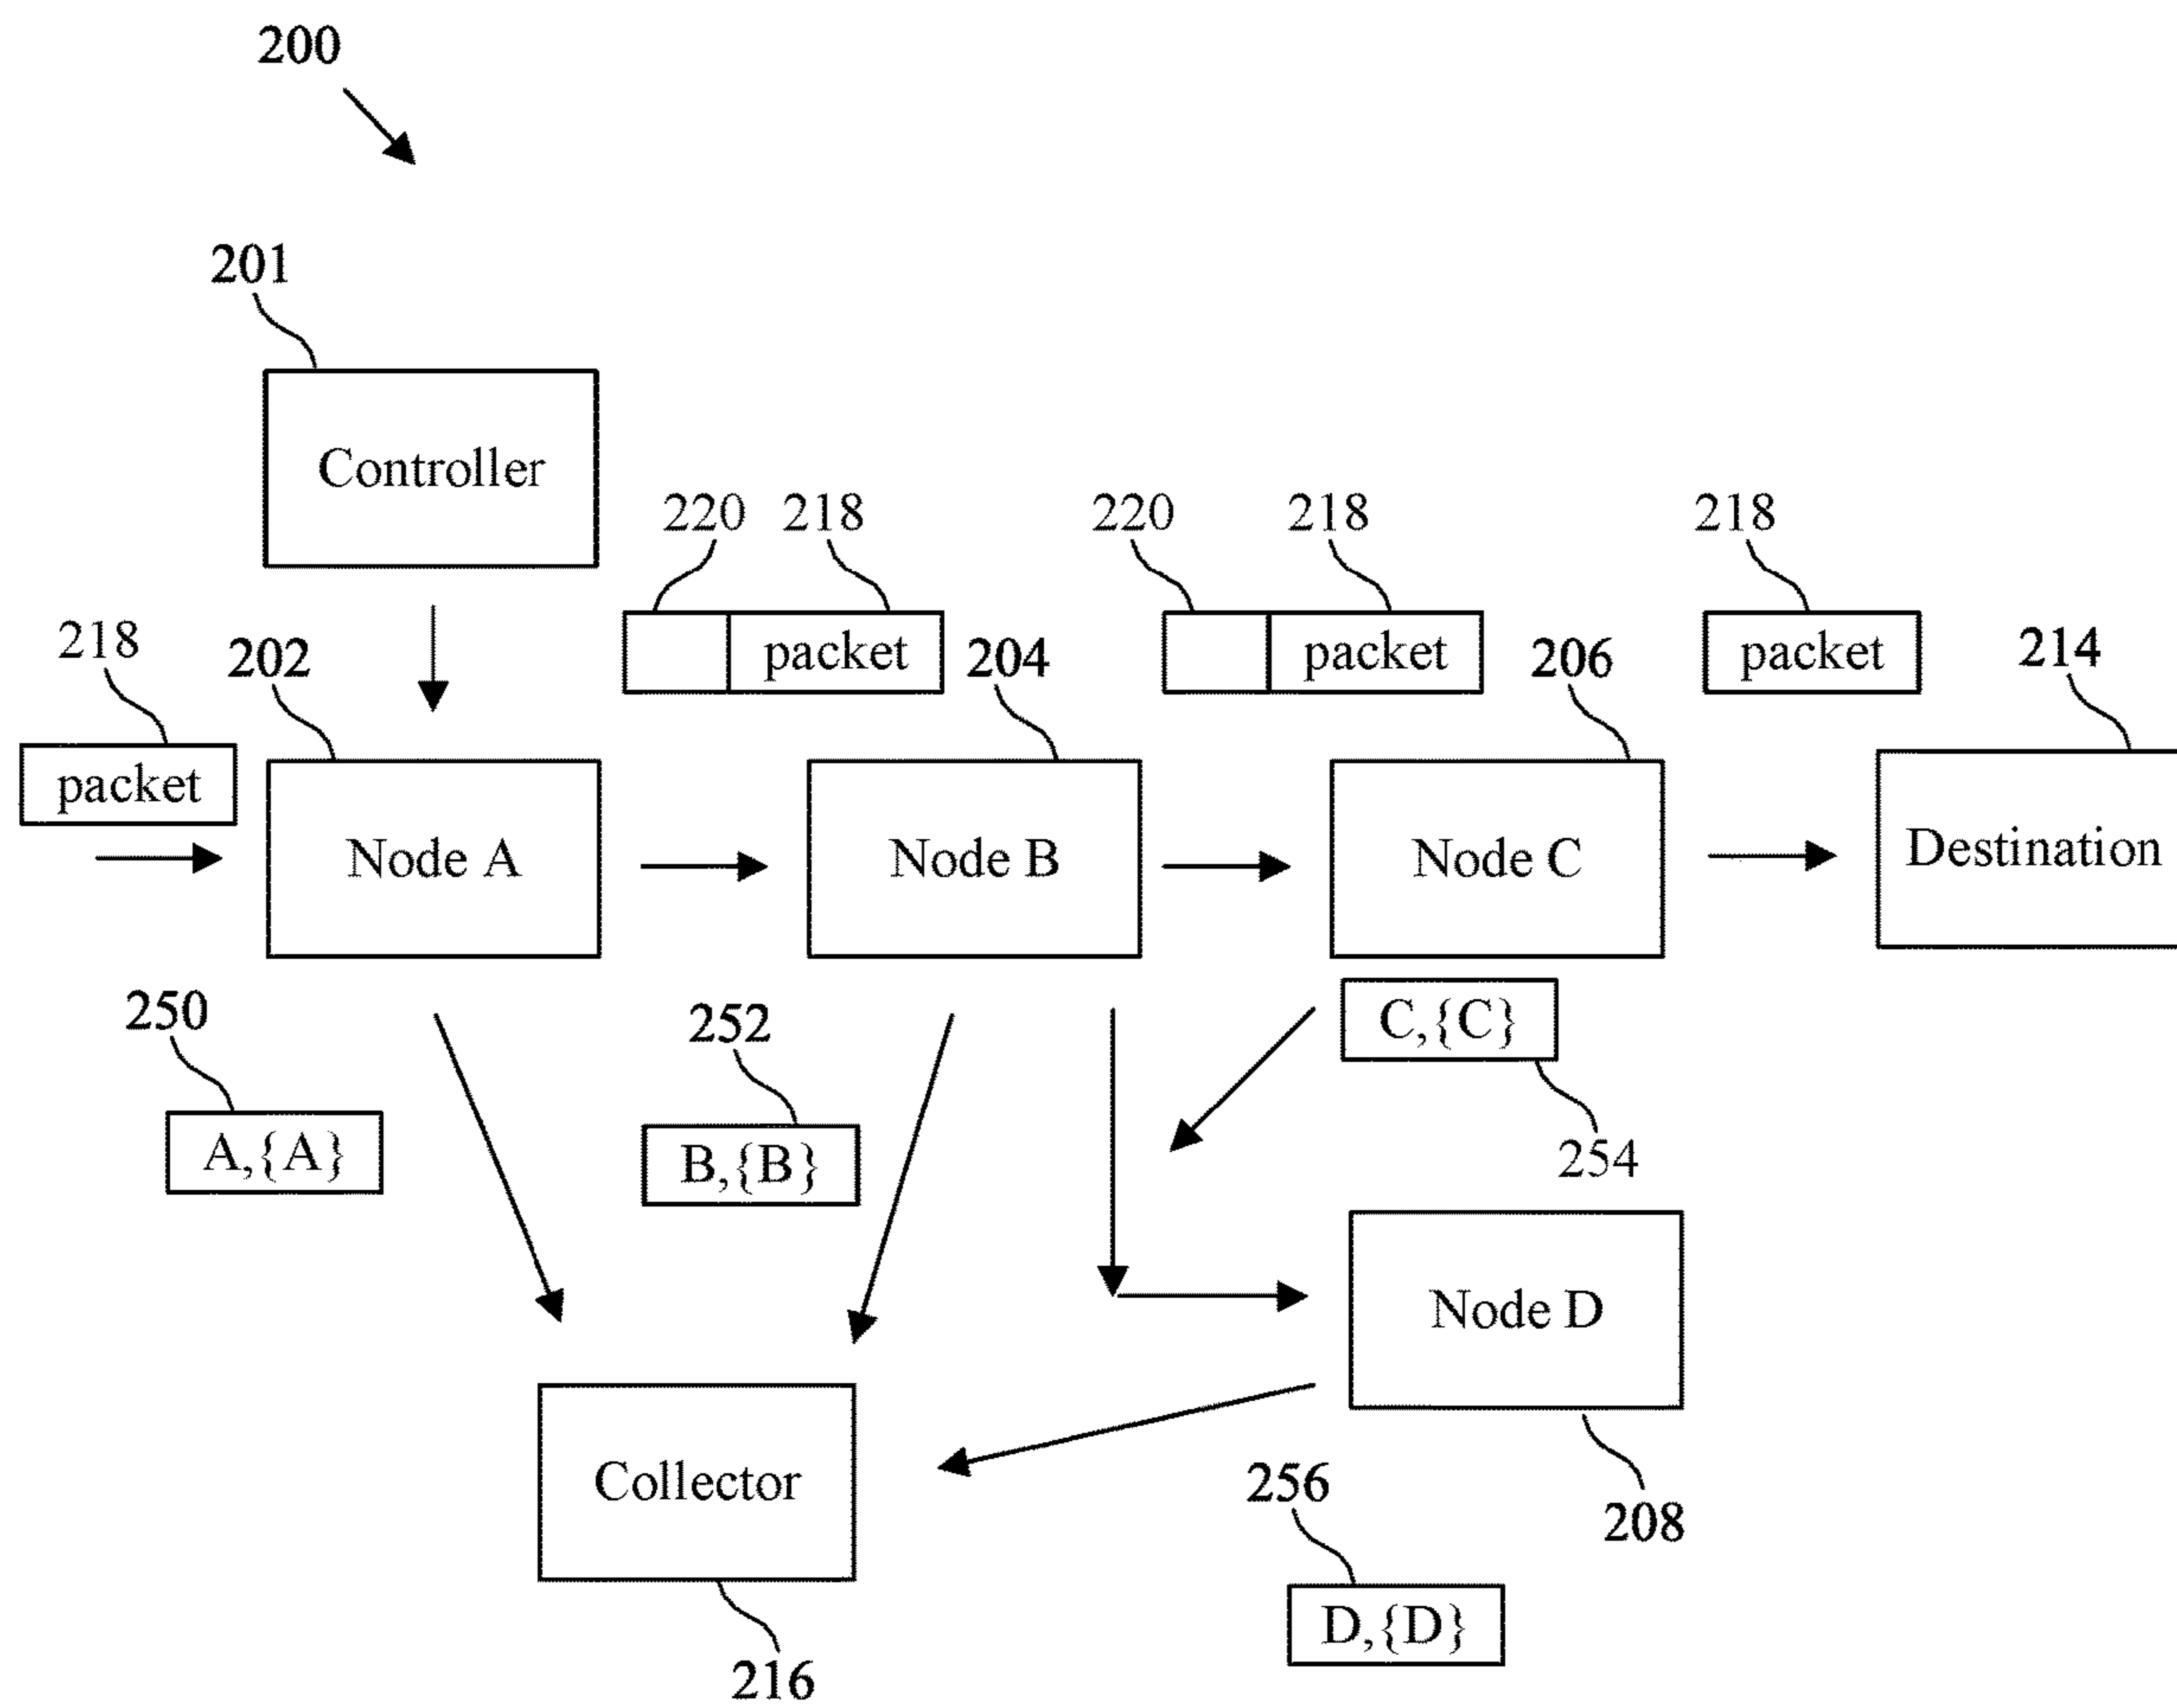 200
201
Controller
220
218
220
218
218
218
202
packet
204
packet
206
packet
214
packet
Node A
Node B
Node C
Destination
250
252
C,{C}
A,{A}
B,{B}
254
Node D
Collector
256
208
D,{D}
216